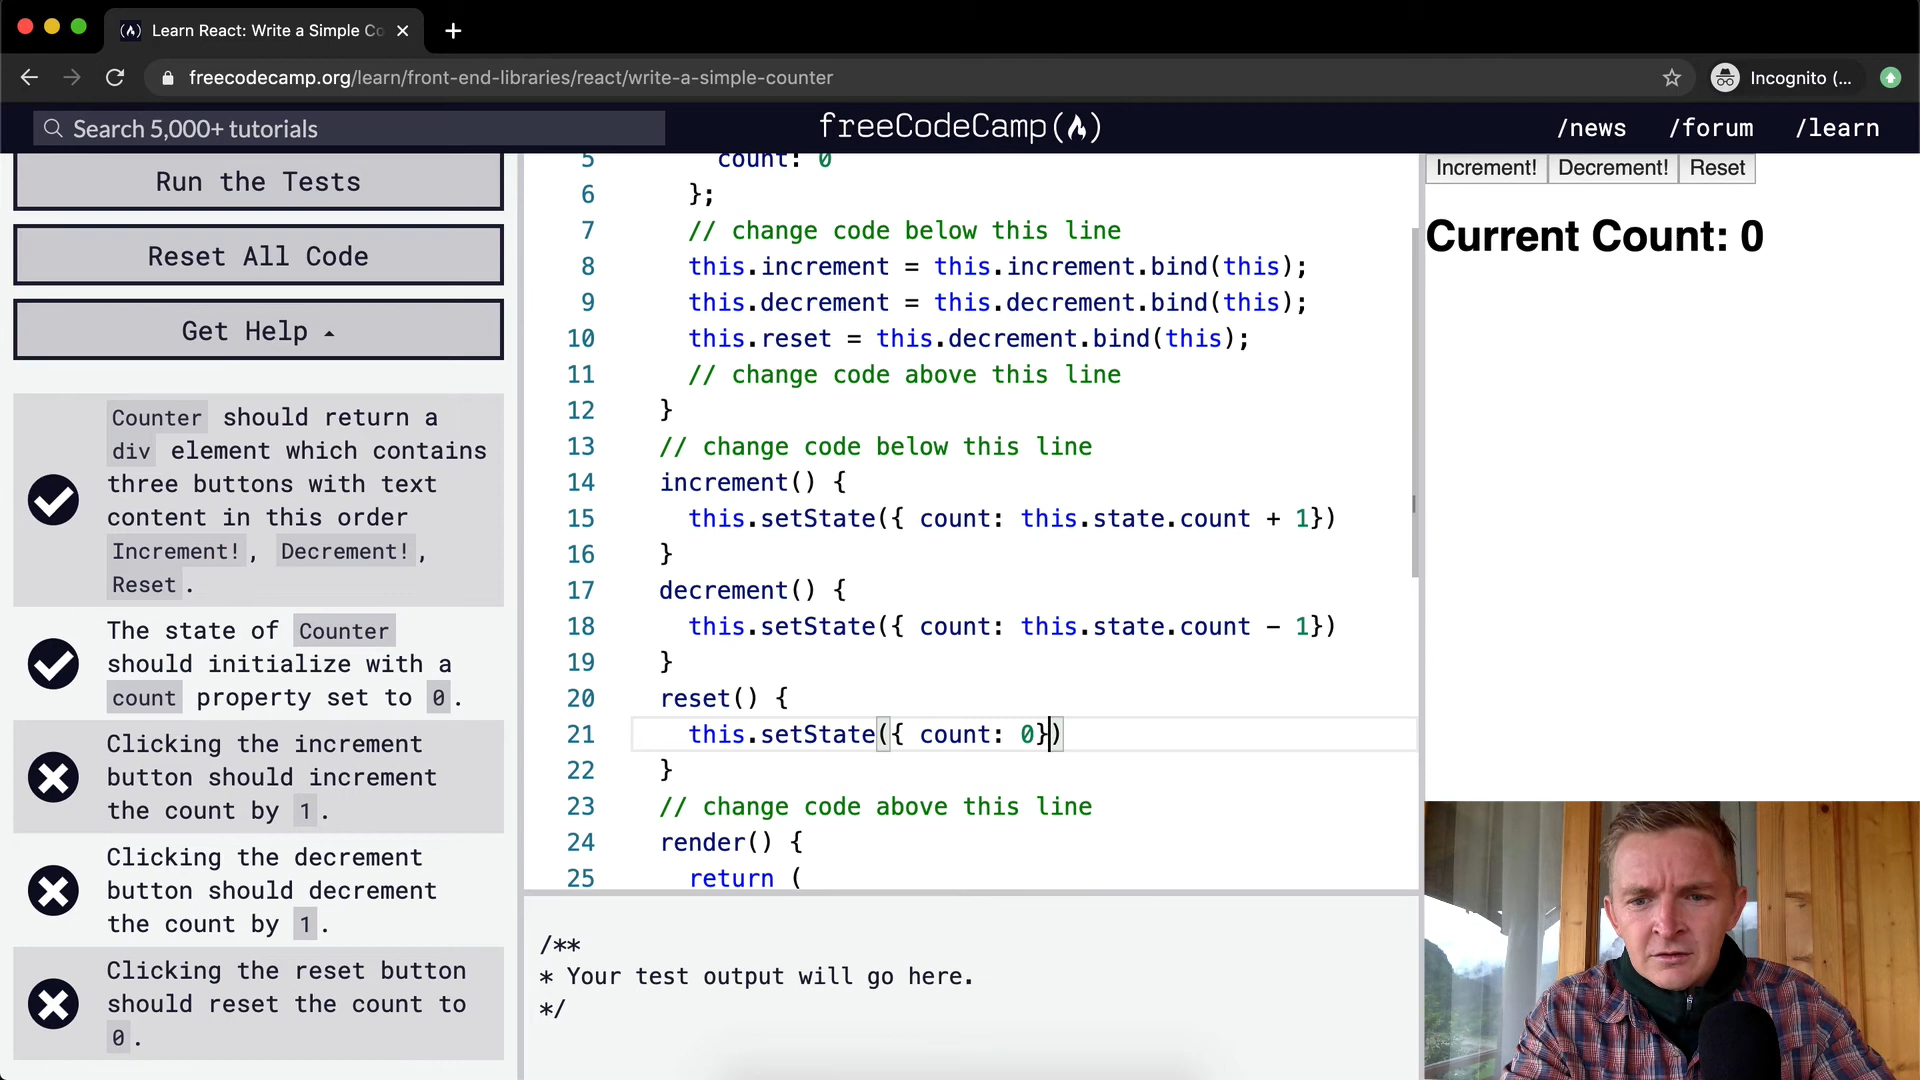 Learn React: Write a Simple Co
freecodecamp.org/learn/front-end-libraries/react/write-a-simple-counter
Incognito (...
Search 5,000+ tutorials
freeCodeCamp
/news /forum /learn
Run the Tests
Reset All Code
Get Help
Counter should return a
div element which contains
three buttons with text
content in this order
Increment!, Decrement!,
Reset.
The state of Counter
should initialize with a
count property set to 0.
Clicking the increment
button should increment
the count by 1.
Clicking the decrement
button should decrement
the count by 1.
Clicking the reset button
should reset the count to
0.
5 count: 0
6 };
7 // change code below this line
8 this.increment = this.increment.bind(this);
9 this.decrement = this.decrement.bind(this);
10 this.reset = this.decrement.bind(this);
11 // change code above this line
12 }
13 // change code below this line
14 increment() {
15 this.setState({ count: this.state.count + 1})
16 }
17 decrement() {
18 this.setState({ count: this.state.count - 1})
19 }
20 reset() {
21 this.setState({ count: 0})
22 }
23 // change code above this line
24 render() {
25 return (
/**
* Your test output will go here.
*/
Increment! Decrement! Reset
Current Count: 0